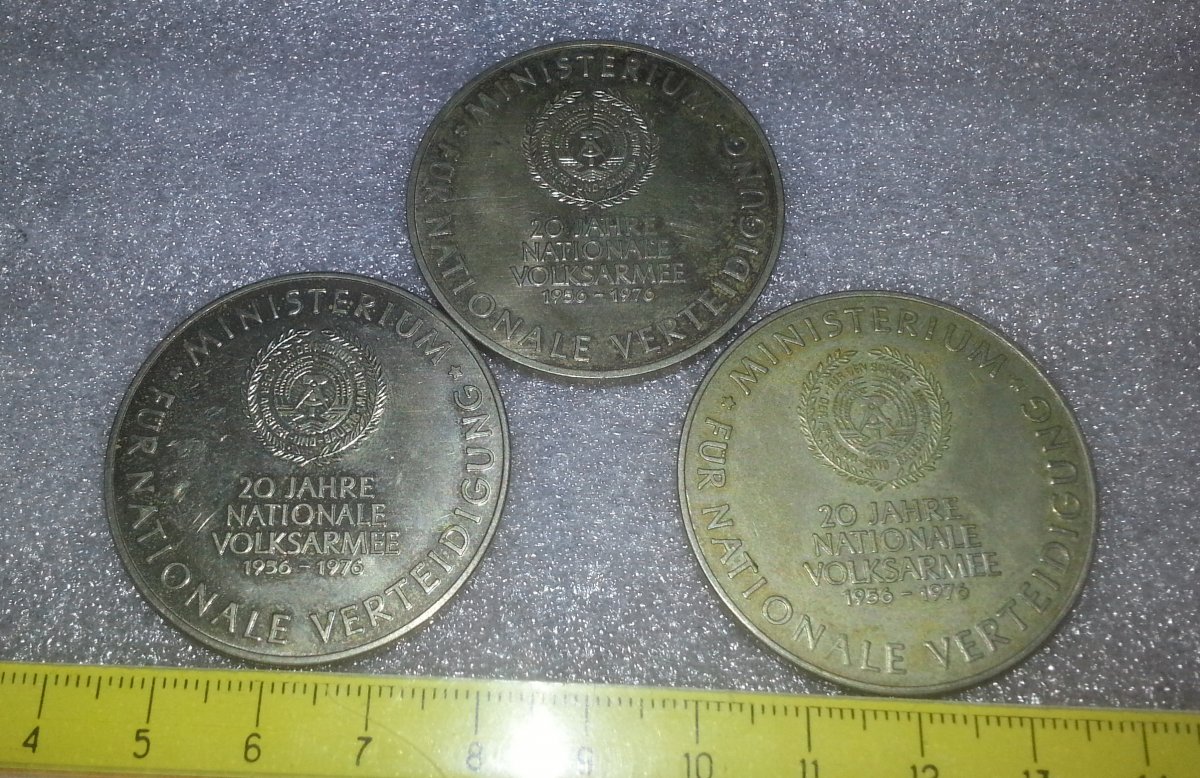 MINISTERIUM
* FÜR NATIONALE VERTEIDIGUNG *
20 JAHRE
NATIONALE
VOLKSARMEE
1956 - 1976
MINISTERIUM
* FÜR NATIONALE VERTEIDIGUNG *
20 JAHRE
NATIONALE
VOLKSARMEE
1956 - 1976
MINISTERIUM
* FÜR NATIONALE VERTEIDIGUNG *
20 JAHRE
NATIONALE
VOLKSARMEE
1956 - 1976
4 5 6 7 8 9 10 11 12 13 14